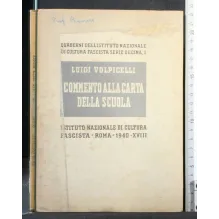 QUADERNI DELL'ISTITUTO NAZIONALE
DI CULTURA FASCISTA SERIE DECIMA, I
LUIGI VOLPICELLI
COMMENTO ALLA CARTA
DELLA SCUOLA
ISTITUTO NAZIONALE DI CULTURA
FASCISTA · ROMA · 1940 - XVIII